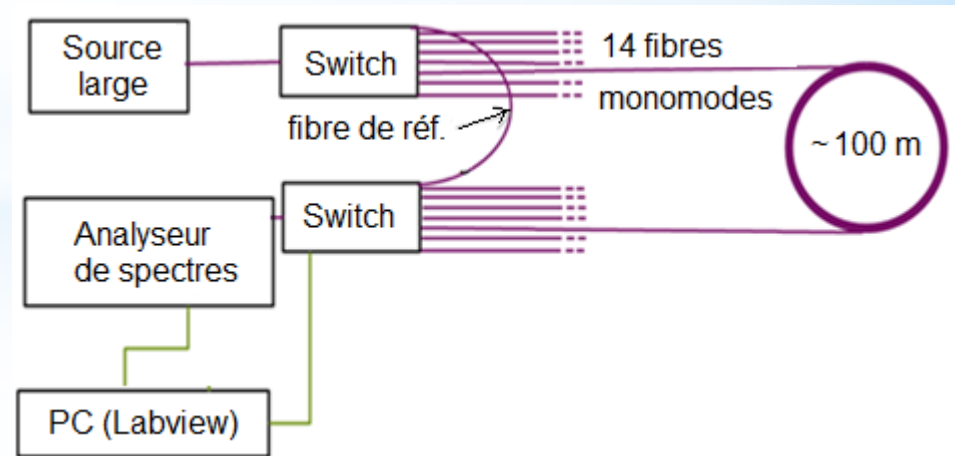 Source
large
Switch
14 fibres
monomodes
fibre de réf.
~ 100 m
Switch
Analyseur
de spectres
PC (Labview)